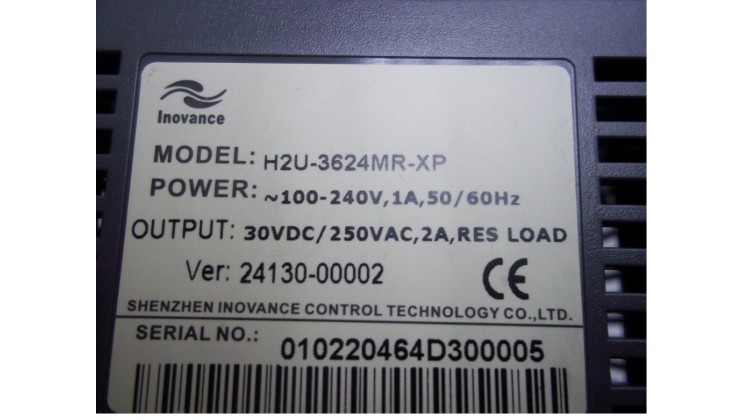 Inovance
MODEL: H2U-3624MR-XP
POWER: ~100-240V,1A,50/60Hz
OUTPUT: 30VDC/250VAC,2A,RES LOAD
Ver: 24130-00002 CE
SHENZHEN INOVANCE CONTROL TECHNOLOGY CO.,LTD.
SERIAL NO.: 010220464D300005